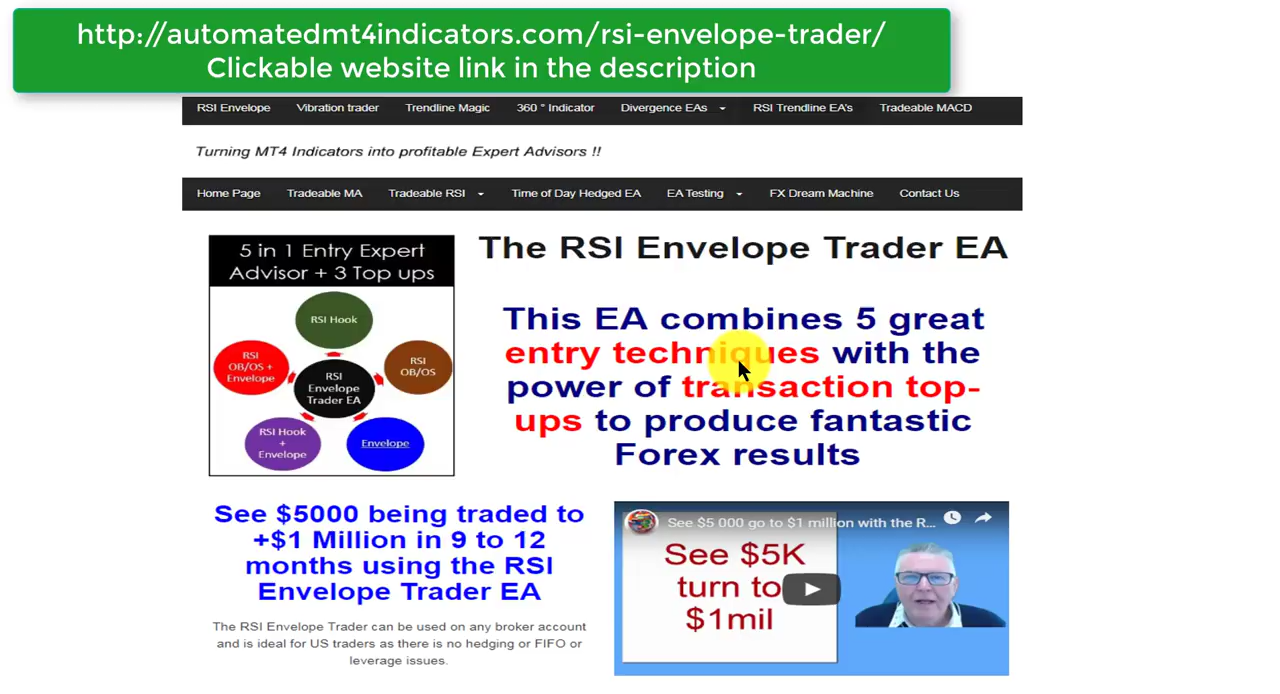 http://automatedmt4indicators.com/rsi-envelope-trader/
Clickable website link in the description
RSI Envelope Vibration trader Trendline Magic 360 ° Indicator Divergence EAs RSI Trendline EA's Tradeable MACD
Turning MT4 Indicators into profitable Expert Advisors !!
Home Page Tradeable MA Tradeable RSI Time of Day Hedged EA EA Testing FX Dream Machine Contact Us
5 in 1 Entry Expert
Advisor + 3 Top ups
RSI Hook
RSI
OB/OS +
Envelope
RSI
OB/OS
RSI
Envelope
Trader EA
RSI Hook
+
Envelope
Envelope
The RSI Envelope Trader EA
This EA combines 5 great
entry techniques with the
power of transaction top-
ups to produce fantastic
Forex results
See $5000 being traded to
+$1 Million in 9 to 12
months using the RSI
Envelope Trader EA
The RSI Envelope Trader can be used on any broker account
and is ideal for US traders as there is no hedging or FIFO or
leverage issues.
See $5 000 go to $1 million with the R...
See $5K
turn to
$1mil